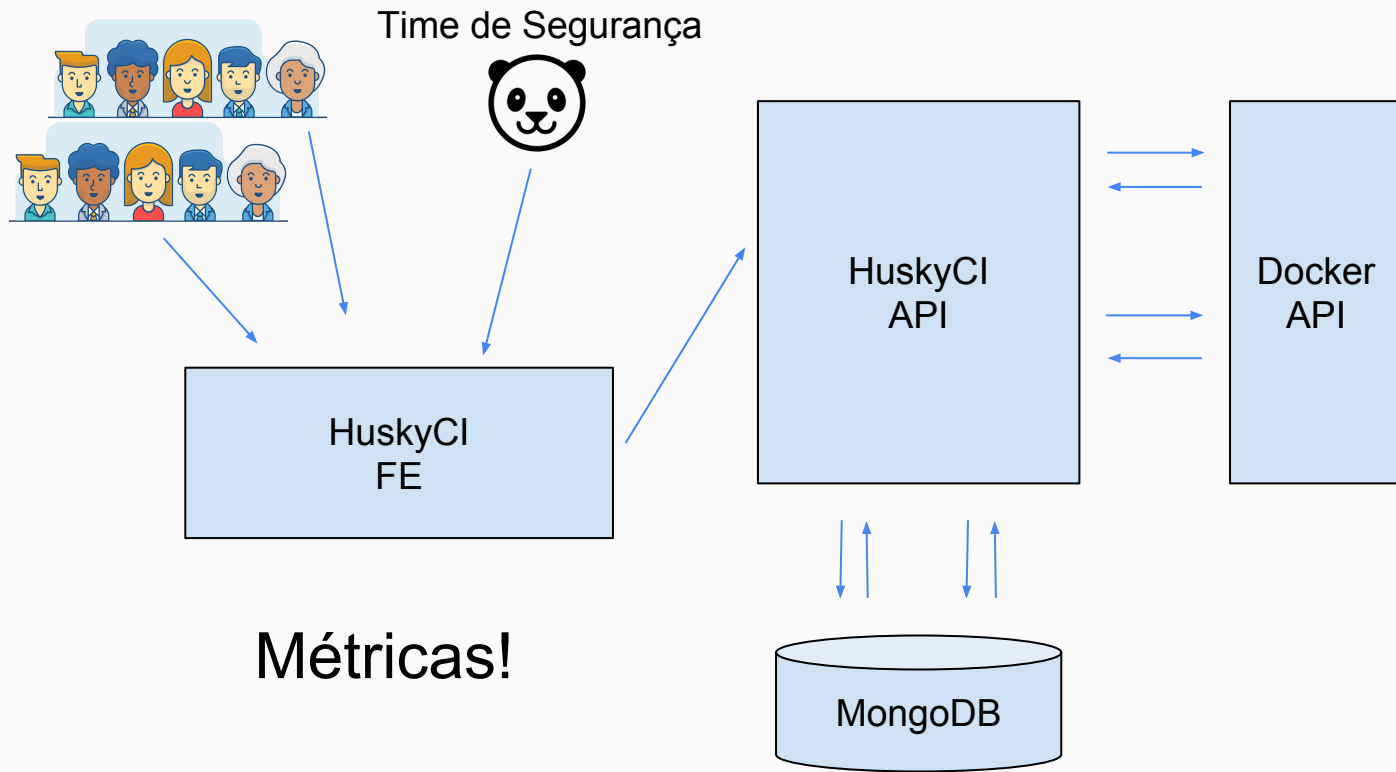 Time de Segurança
HuskyCI
API
Docker
API
HuskyCI
FE
Métricas!
MongoDB